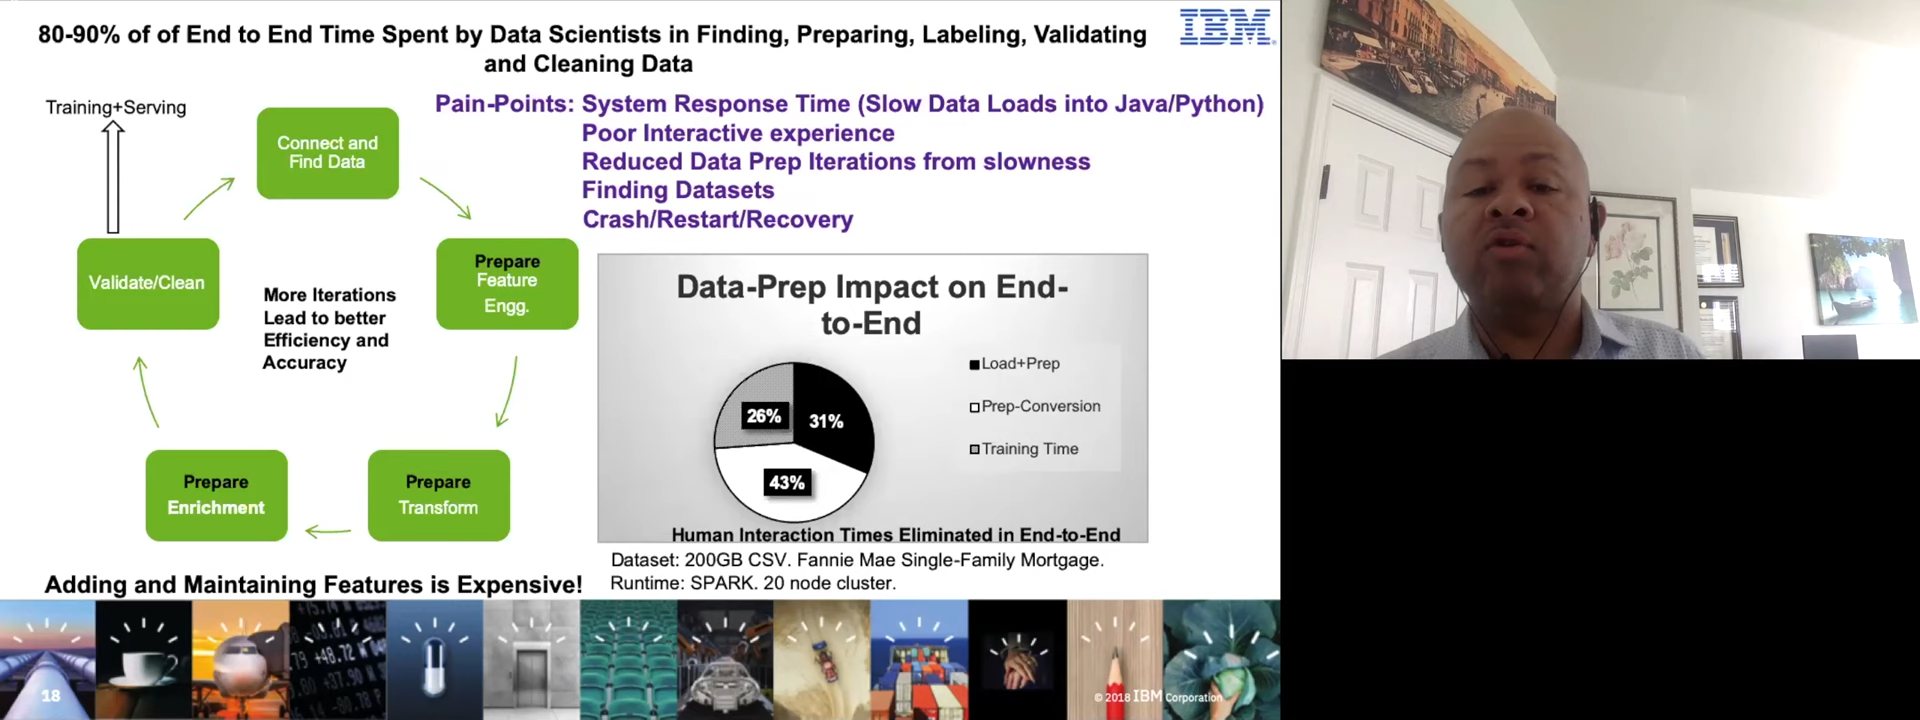 80-90% of of End to End Time Spent by Data Scientists in Finding, Preparing, Labeling, Validating
and Cleaning Data
IBM
Training+Serving
Connect and
Find Data
Pain-Points: System Response Time (Slow Data Loads into Java/Python)
Poor Interactive experience
Reduced Data Prep Iterations from slowness
Finding Datasets
Crash/Restart/Recovery
Validate/Clean
More Iterations
Lead to better
Efficiency and
Accuracy
Prepare
Feature
Engg.
Prepare
Enrichment
Prepare
Transform
Data-Prep Impact on End-
to-End
26%
31%
43%
Load+Prep
Prep-Conversion
Training Time
Human Interaction Times Eliminated in End-to-End
Dataset: 200GB CSV. Fannie Mae Single-Family Mortgage.
Runtime: SPARK. 20 node cluster.
Adding and Maintaining Features is Expensive!
18
+48.72
© 2018 IBM Corporation